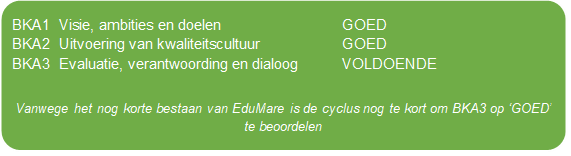 BKA1 Visie, ambities en doelen GOED
BKA2 Uitvoering van kwaliteitscultuur GOED
BKA3 Evaluatie, verantwoording en dialoog VOLDOENDE
Vanwege het nog korte bestaan van EduMare is de cyclus nog te kort om BKA3 op ‘GOED’
te beoordelen